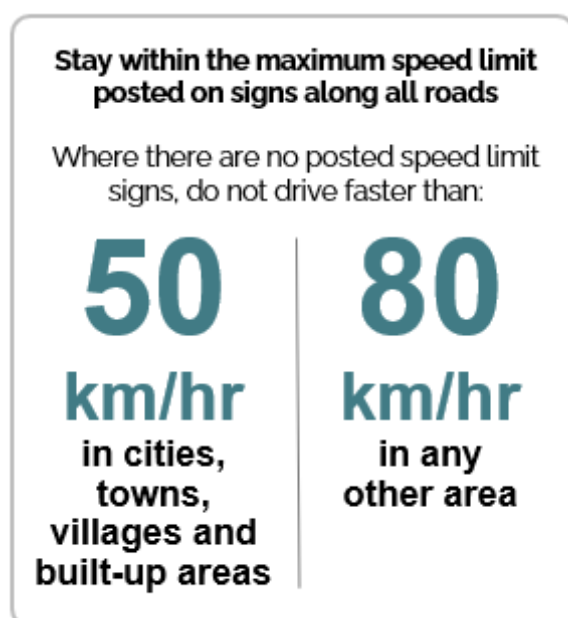 Stay within the maximum speed limit
posted on signs along all roads
Where there are no posted speed limit
signs, do not drive faster than:
50
km/hr
in cities,
towns,
villages and
built-up areas
80
km/hr
in any
other area